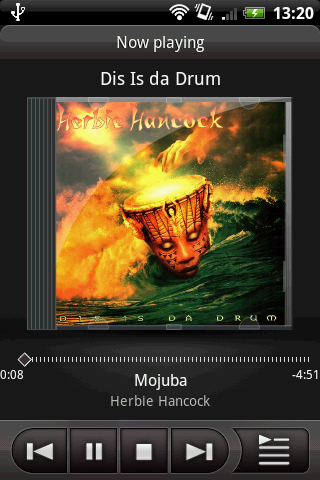 13:20
Now playing
Dis Is da Drum
Herbie Hancock
DIS IS DA DRUM
0:08
-4:51
Mojuba
Herbie Hancock